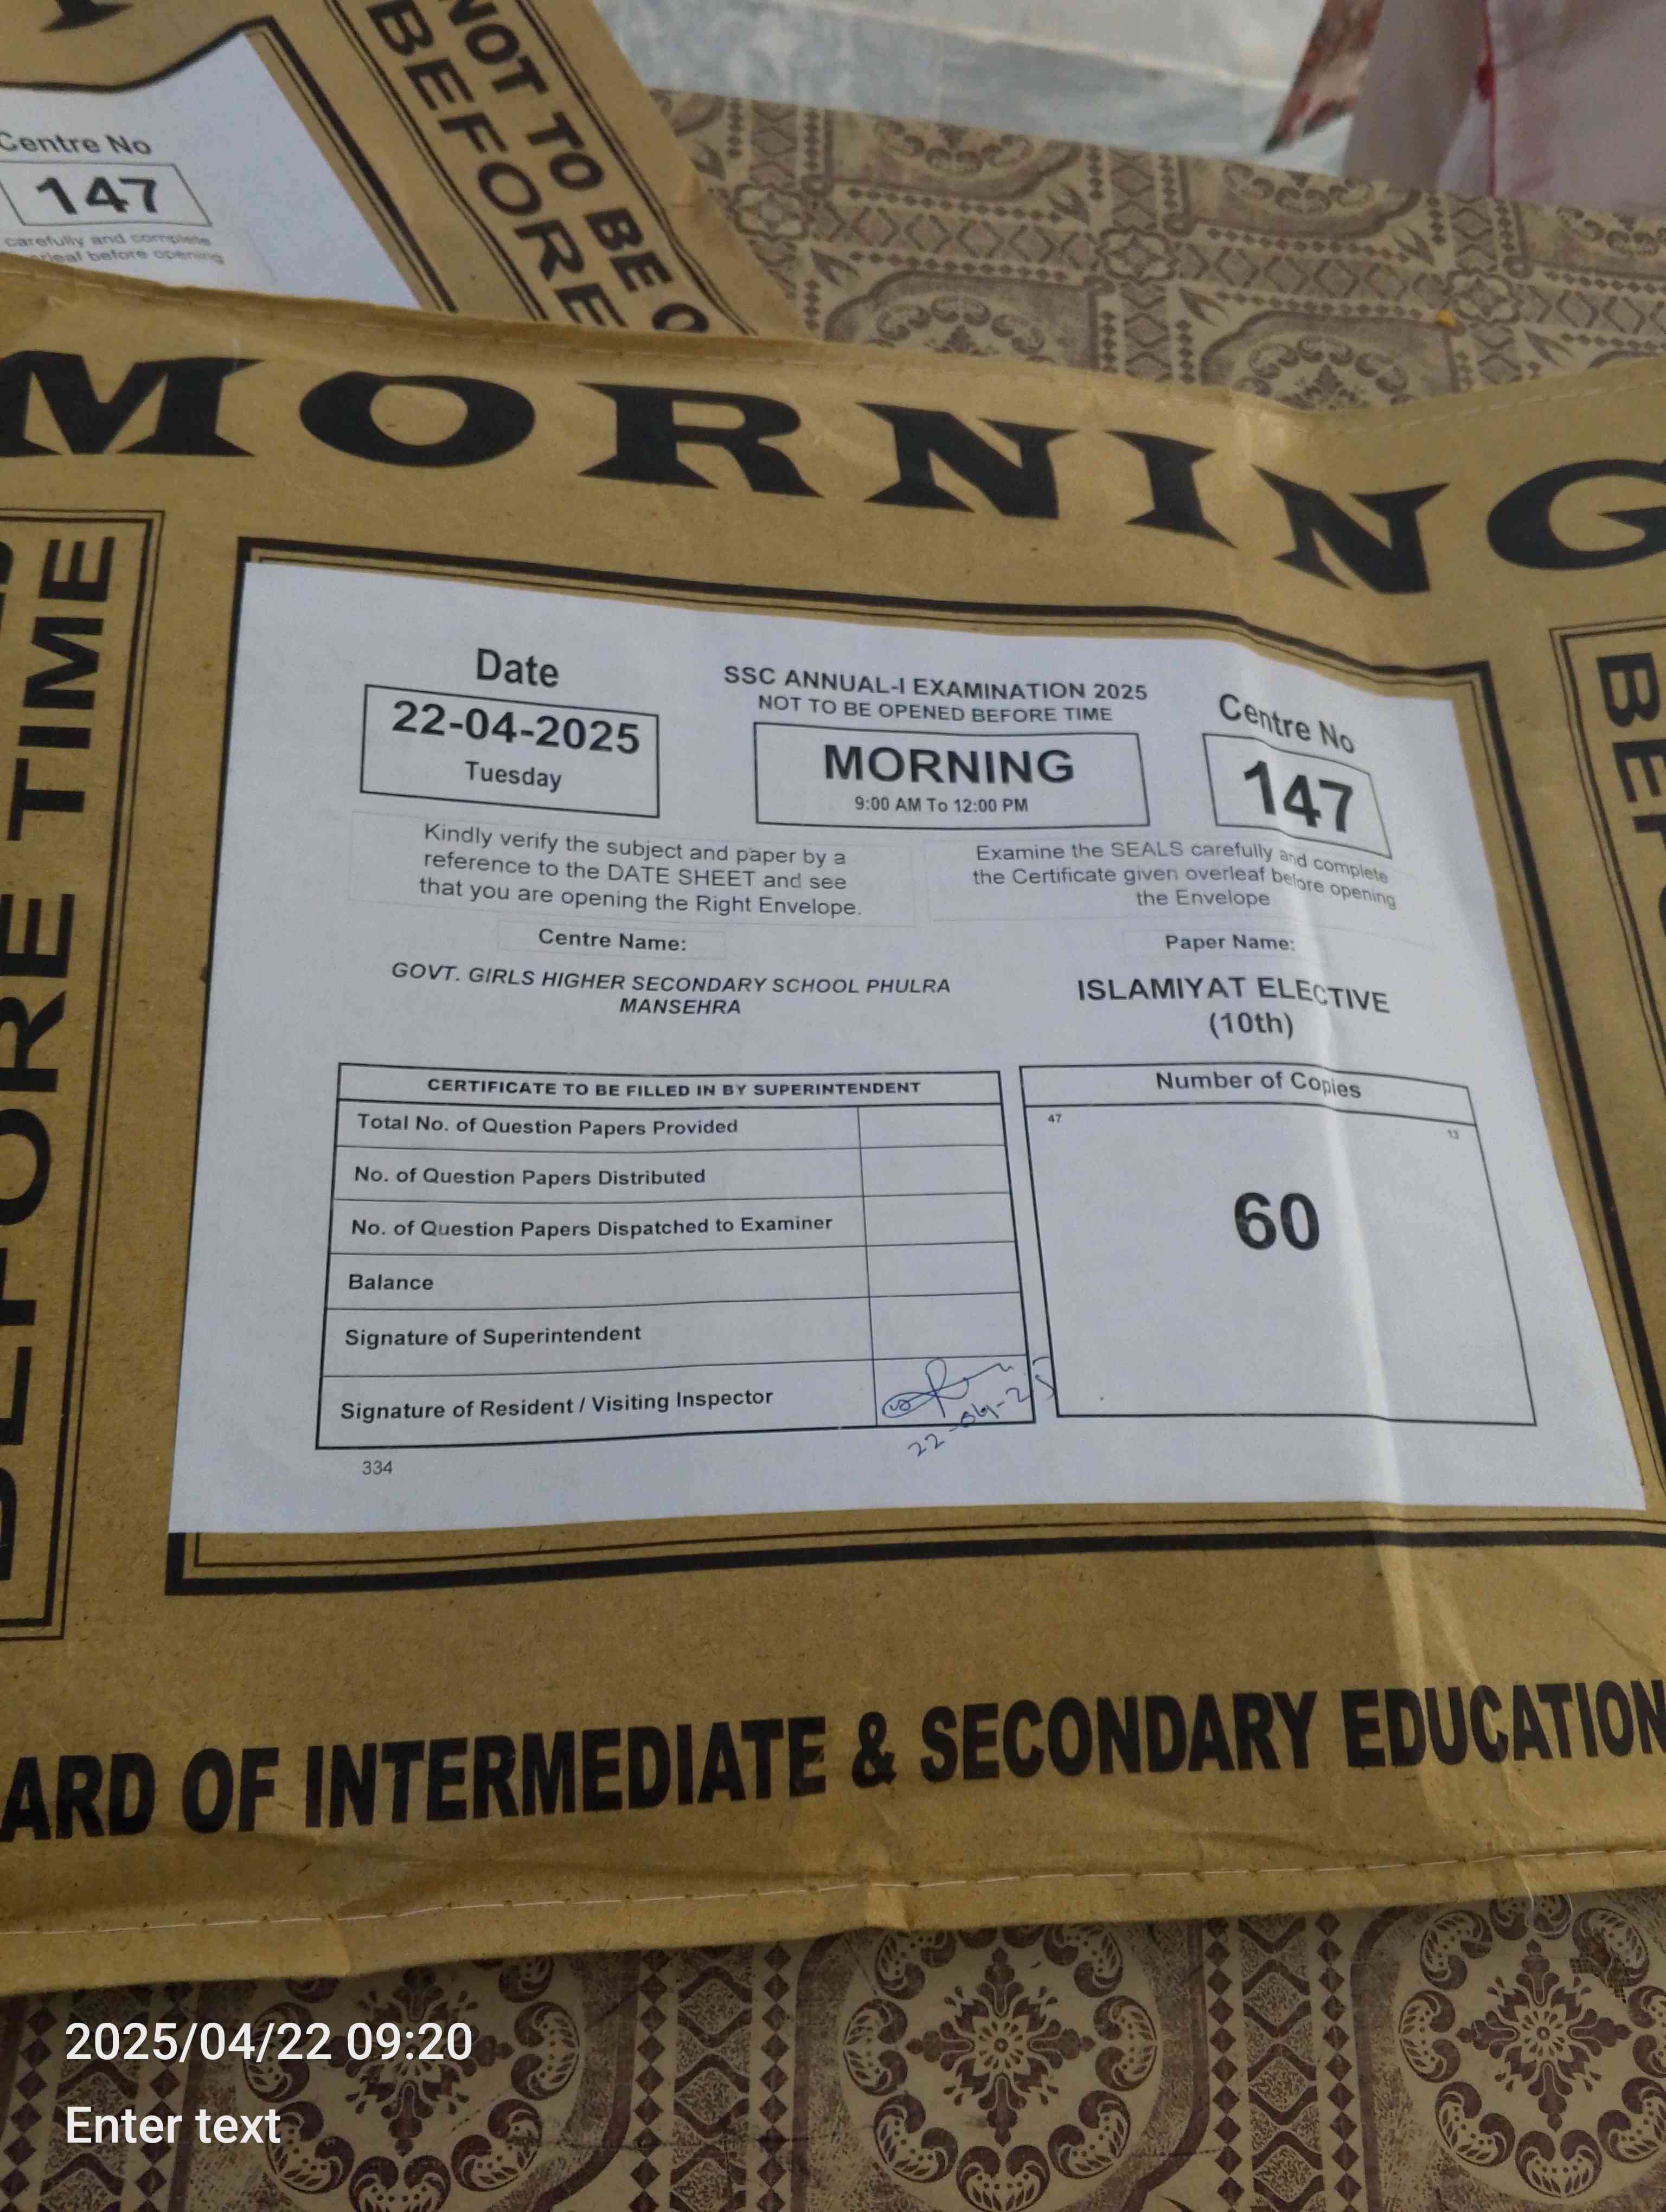 Centre No
147
carefully and complete
before opening
NOT TO BE
BEFORE
MORNING
BEFORE TIME
Date
22-04-2025
Tuesday
SSC ANNUAL-I EXAMINATION 2025
NOT TO BE OPENED BEFORE TIME
MORNING
9:00 AM To 12:00 PM
Centre No
147
Kindly verify the subject and paper by a
reference to the DATE SHEET and see
that you are opening the Right Envelope.
Examine the SEALS carefully and complete
the Certificate given overleaf before opening
the Envelope
Centre Name:
GOVT. GIRLS HIGHER SECONDARY SCHOOL PHULRA
MANSEHRA
Paper Name:
ISLAMIYAT ELECTIVE
(10th)
CERTIFICATE TO BE FILLED IN BY SUPERINTENDENT
Total No. of Question Papers Provided
No. of Question Papers Distributed
No. of Question Papers Dispatched to Examiner
Balance
Signature of Superintendent
Signature of Resident / Visiting Inspector
22-04-25
334
Number of Copies
47
13
60
ARD OF INTERMEDIATE & SECONDARY EDUCATION
2025/04/22 09:20
Enter text